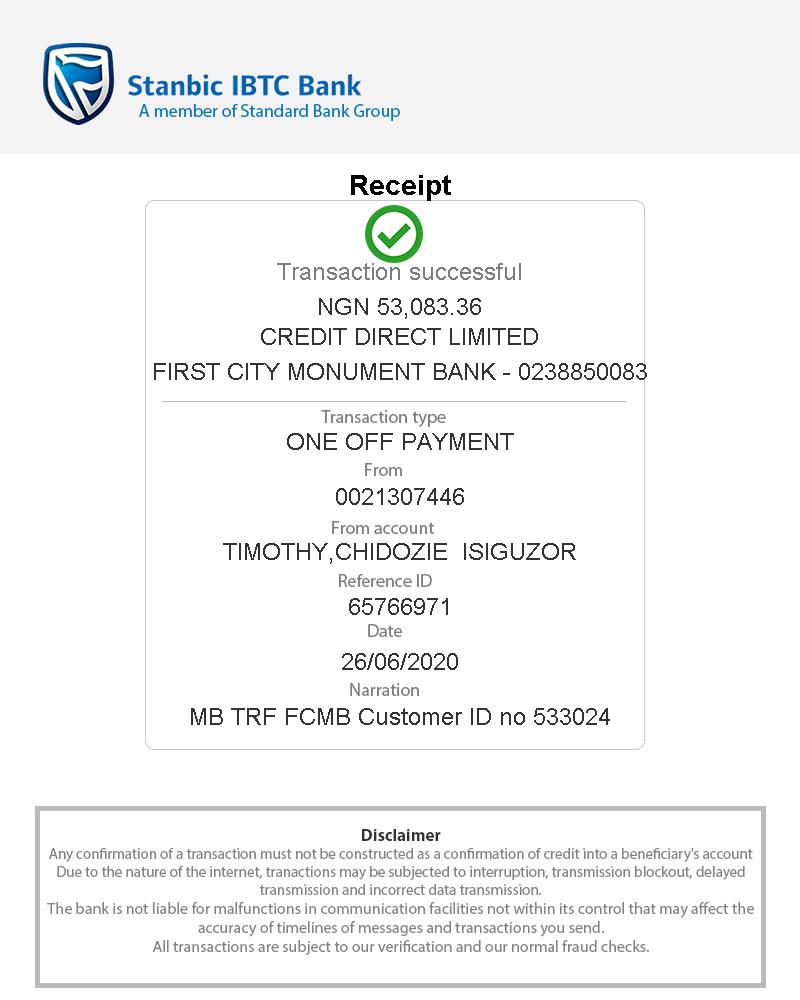 Stanbic IBTC Bank
A member of Standard Bank Group
Receipt
Transaction successful
NGN 53,083.36
CREDIT DIRECT LIMITED
FIRST CITY MONUMENT BANK - 0238850083
Transaction type
ONE OFF PAYMENT
From
0021307446
From account
TIMOTHY,CHIDOZIE  ISIGUZOR
Reference ID
65766971
Date
26/06/2020
Narration
MB TRF FCMB Customer ID no 533024
Disclaimer
Any confirmation of a transaction must not be constructed as a confirmation of credit into a beneficiary's account
Due to the nature of the internet, tranactions may be subjected to interruption, transmission blockout, delayed
transmission and incorrect data transmission.
The bank is not liable for malfunctions in communication facilities not within its control that may affect the
accuracy of timelines of messages and transactions you send.
All transactions are subject to our verification and our normal fraud checks.